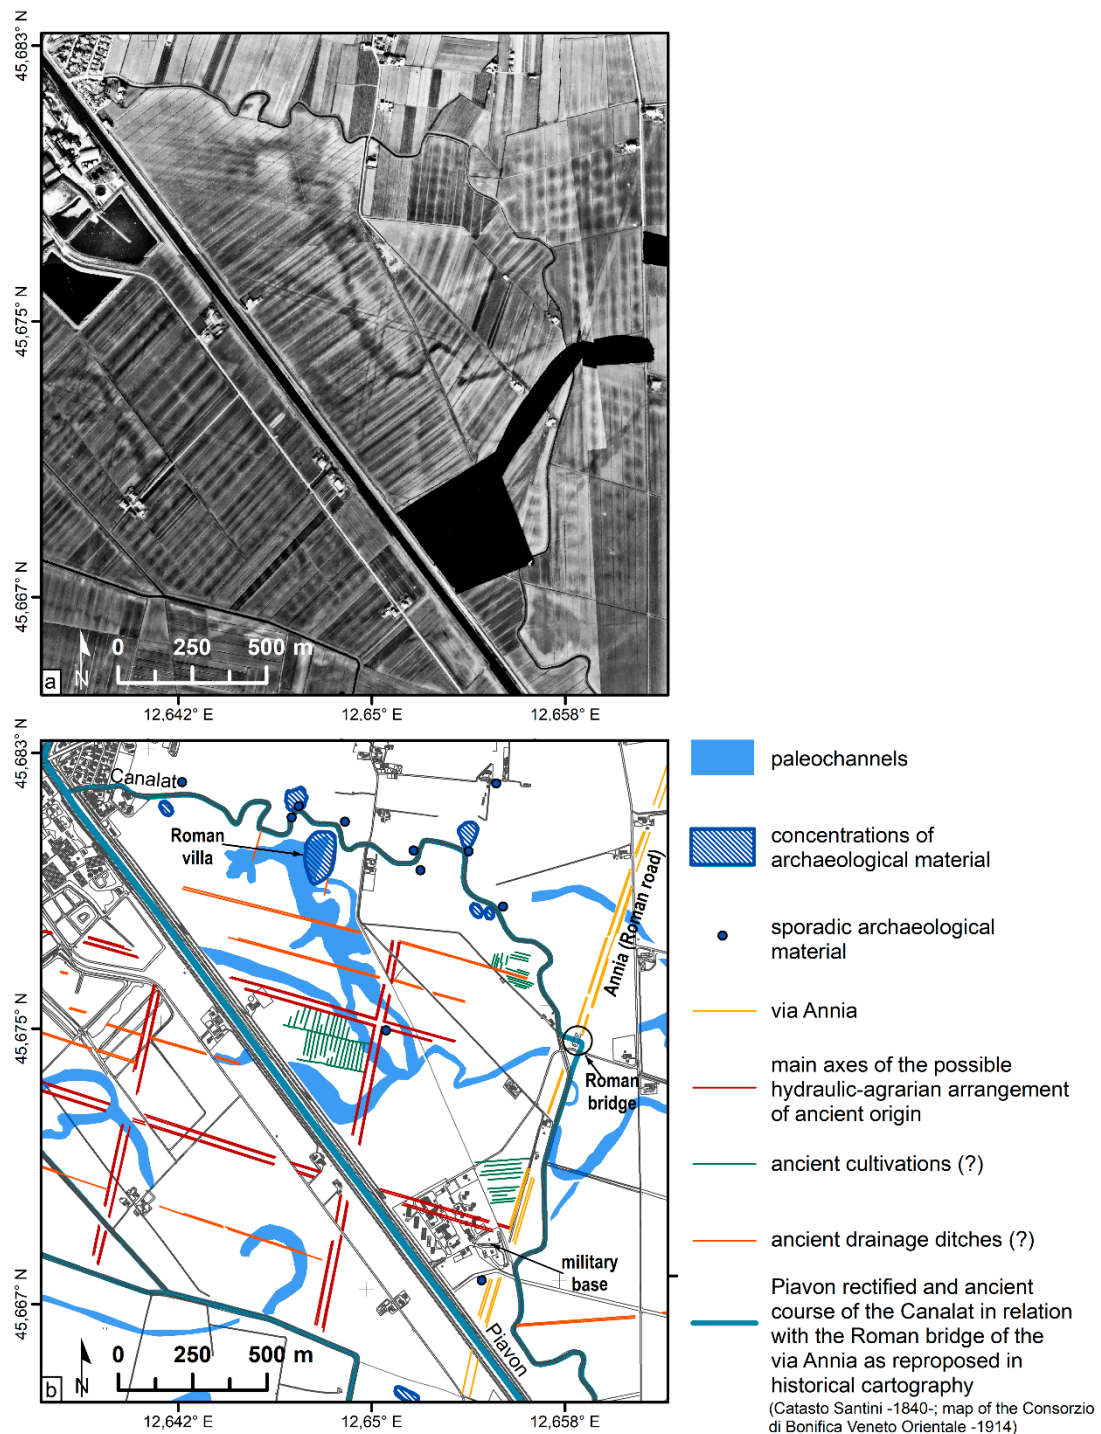 45,683° N
45,675° N
45,667° N
0 250 500 m
N
a
12,642° E 12,65° E 12,658° E
45,683° N
45,675° N
45,667° N
Canalat
Roman
villa
Annia (Roman road)
Roman
bridge
military
base
Piavon
0 250 500 m
N
b
12,642° E 12,65° E 12,658° E
paleochannels
concentrations of
archaeological material
sporadic archaeological
material
via Annia
main axes of the possible
hydraulic-agrarian arrangement
of ancient origin
ancient cultivations (?)
ancient drainage ditches (?)
Piavon rectified and ancient
course of the Canalat in relation
with the Roman bridge of the
via Annia as reproposed in
historical cartography
(Catasto Santini -1840-; map of the Consorzio
di Bonifica Veneto Orientale -1914)